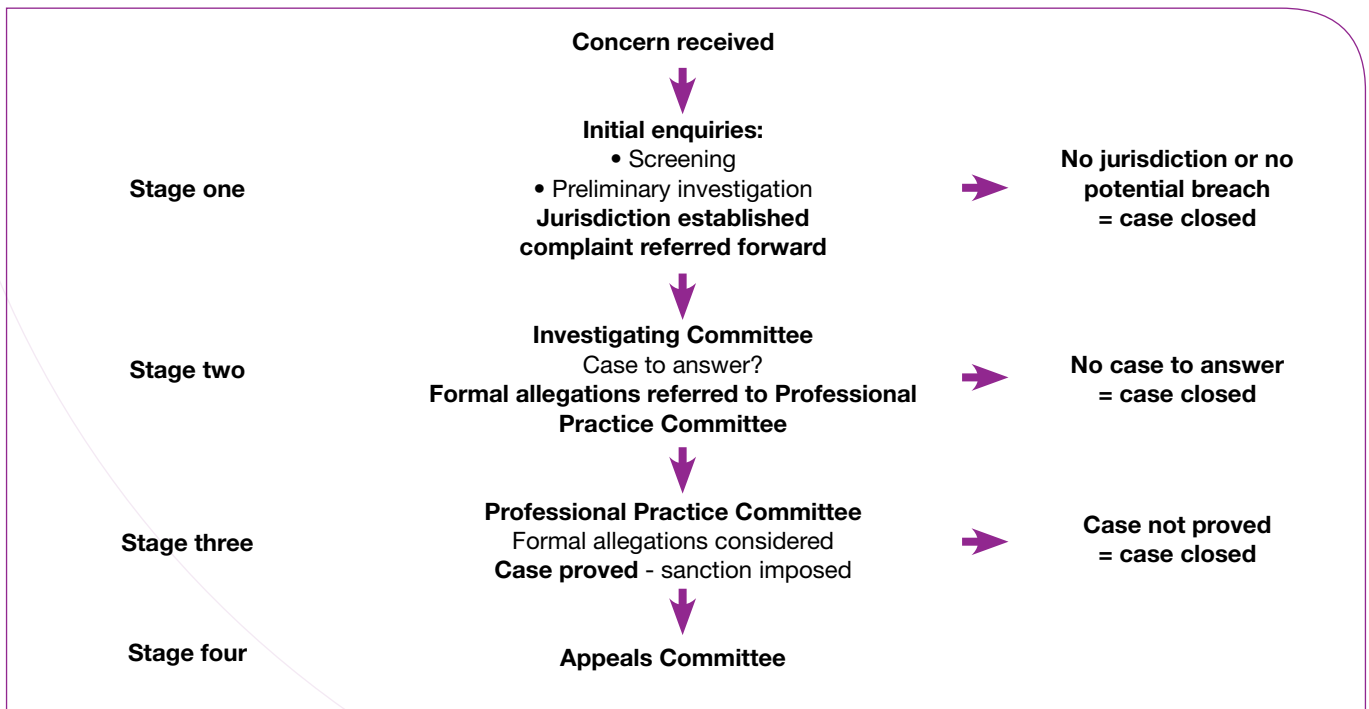 Concern received
Stage one
Initial enquiries:
• Screening
• Preliminary investigation
Jurisdiction established
complaint referred forward
No jurisdiction or no
potential breach
= case closed
Stage two
Investigating Committee
Case to answer?
Formal allegations referred to Professional
Practice Committee
No case to answer
= case closed
Stage three
Professional Practice Committee
Formal allegations considered
Case proved - sanction imposed
Case not proved
= case closed
Stage four
Appeals Committee